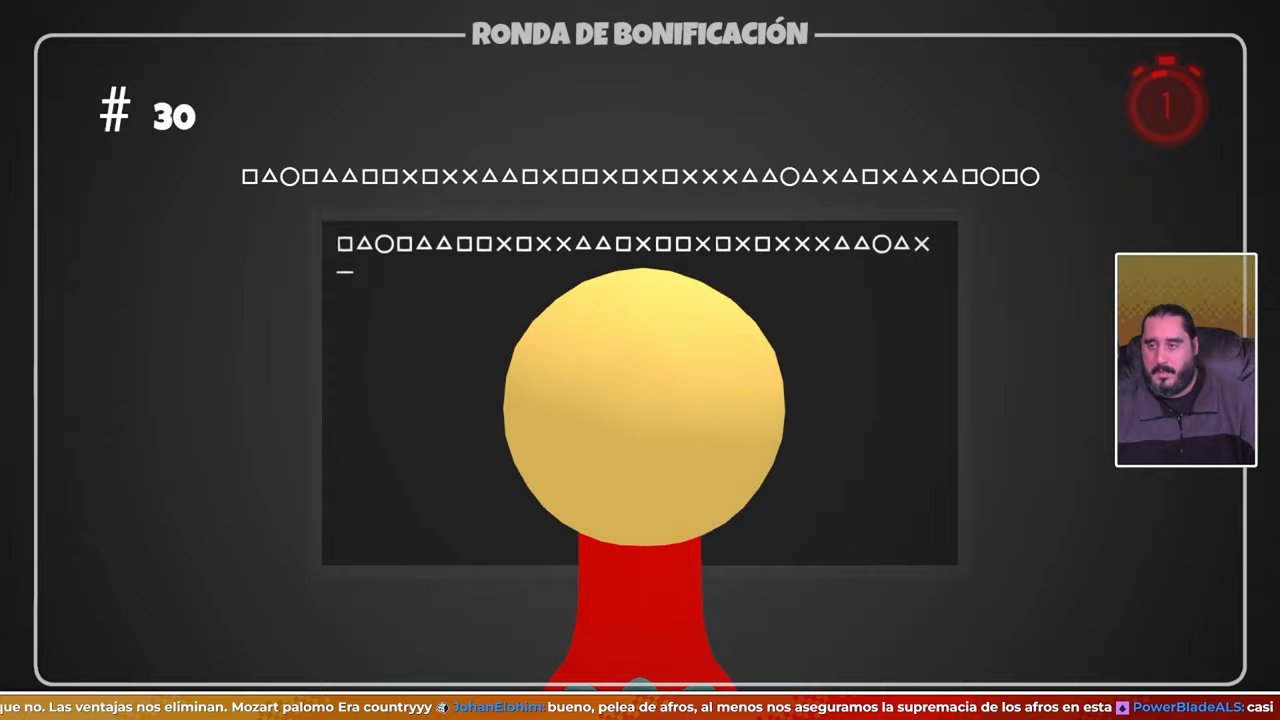 RONDA DE BONIFICACIÓN
# 30
1
□△○□△△□□×□××△△□×□□×□×□×××△△○△×△□×△×△□○□○
□△○□△△□□×□××△△□×□□×□×□×××△△○△×
_
que no. Las ventajas nos eliminan. Mozart palomo Era countryyy JohanElohim: bueno, pelea de afros, al menos nos aseguramos la supremacia de los afros en esta PowerBladeALS: casi